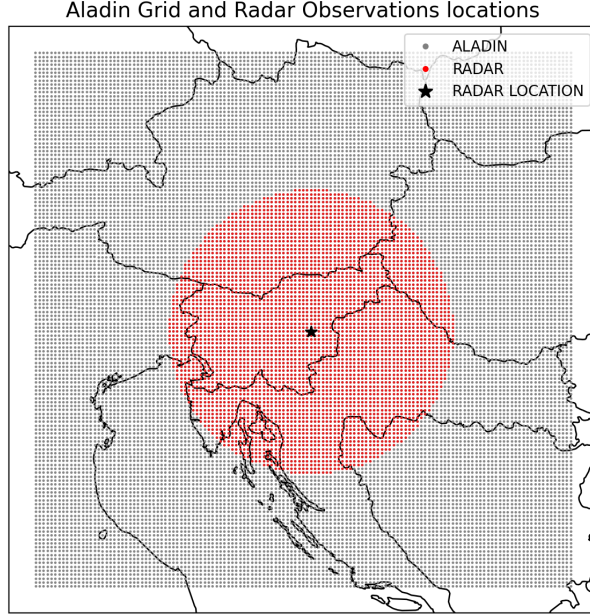 Aladin Grid and Radar Observations locations
ALADIN
RADAR
RADAR LOCATION